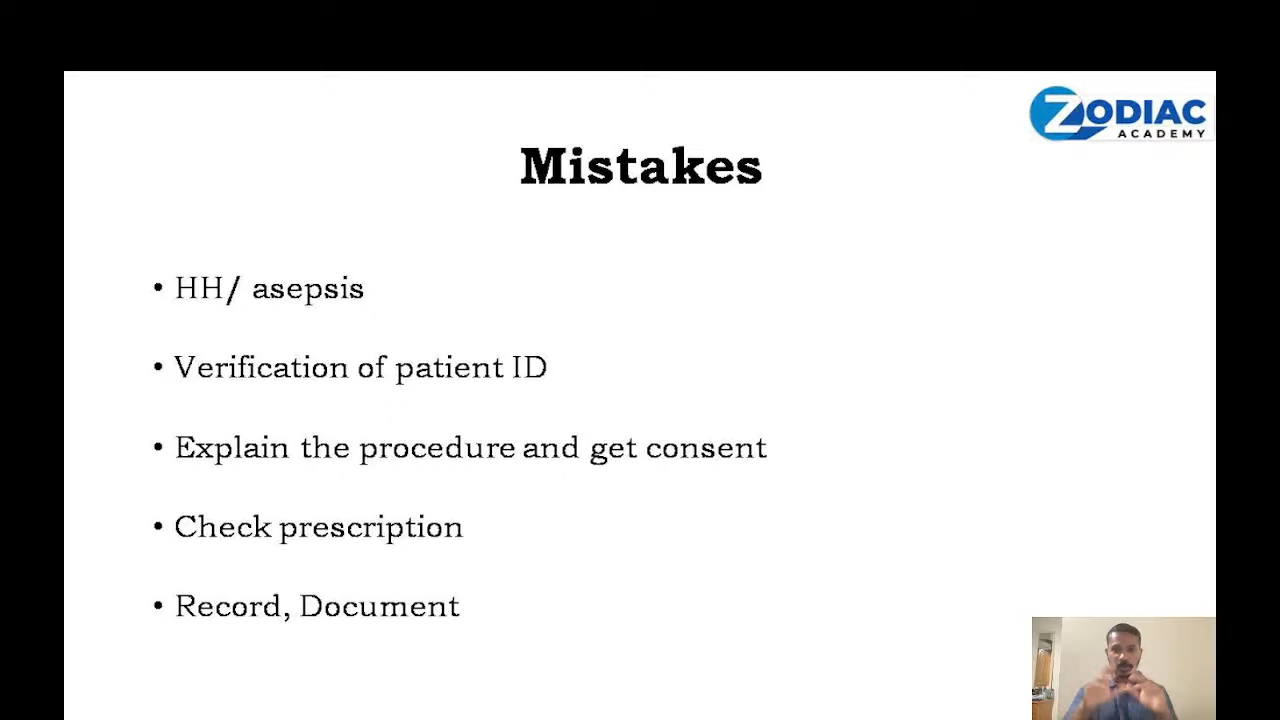 ZODIAC
ACADEMY
Mistakes
• HH/ asepsis
• Verification of patient ID
• Explain the procedure and get consent
• Check prescription
• Record, Document